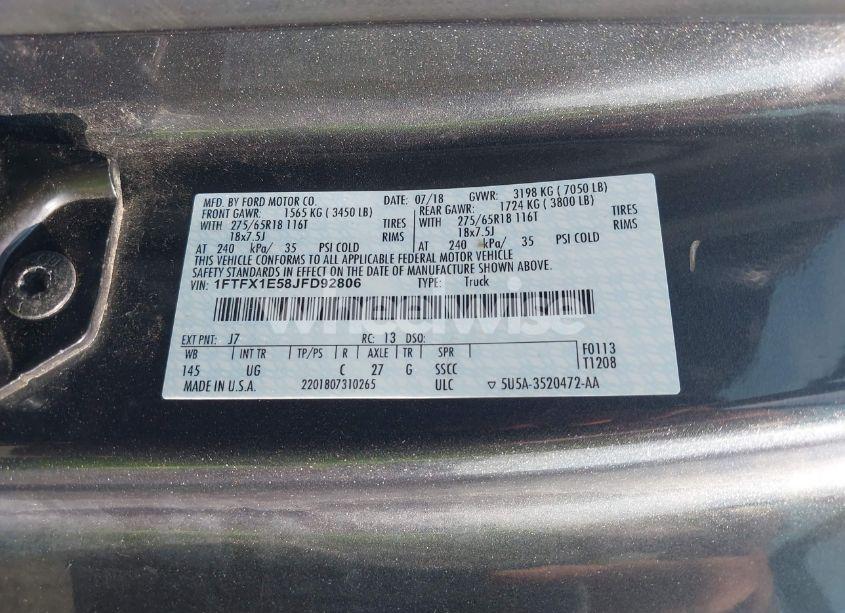 MFD. BY FORD MOTOR CO. DATE: 07/18 GVWR: 3198 KG ( 7050 LB)
FRONT GAWR: 1565 KG ( 3450 LB) REAR GAWR: 1724 KG ( 3800 LB)
WITH 275/65R18 116T TIRES WITH 275/65R18 116T TIRES
18x7.5J RIMS 18x7.5J RIMS
AT 240 kPa/ 35 PSI COLD AT 240 kPa/ 35 PSI COLD
THIS VEHICLE CONFORMS TO ALL APPLICABLE FEDERAL MOTOR VEHICLE
SAFETY STANDARDS IN EFFECT ON THE DATE OF MANUFACTURE SHOWN ABOVE.
VIN: 1FTFX1E58JFD92806 TYPE: Truck
wheelwise
EXT PNT: J7 RC: 13 DSO:
WB INT TR TP/PS R AXLE TR SPR F0113
145 UG C 27 G SSCC T1208
MADE IN U.S.A. 2201807310265 ULC ▽ 5U5A-3520472-AA